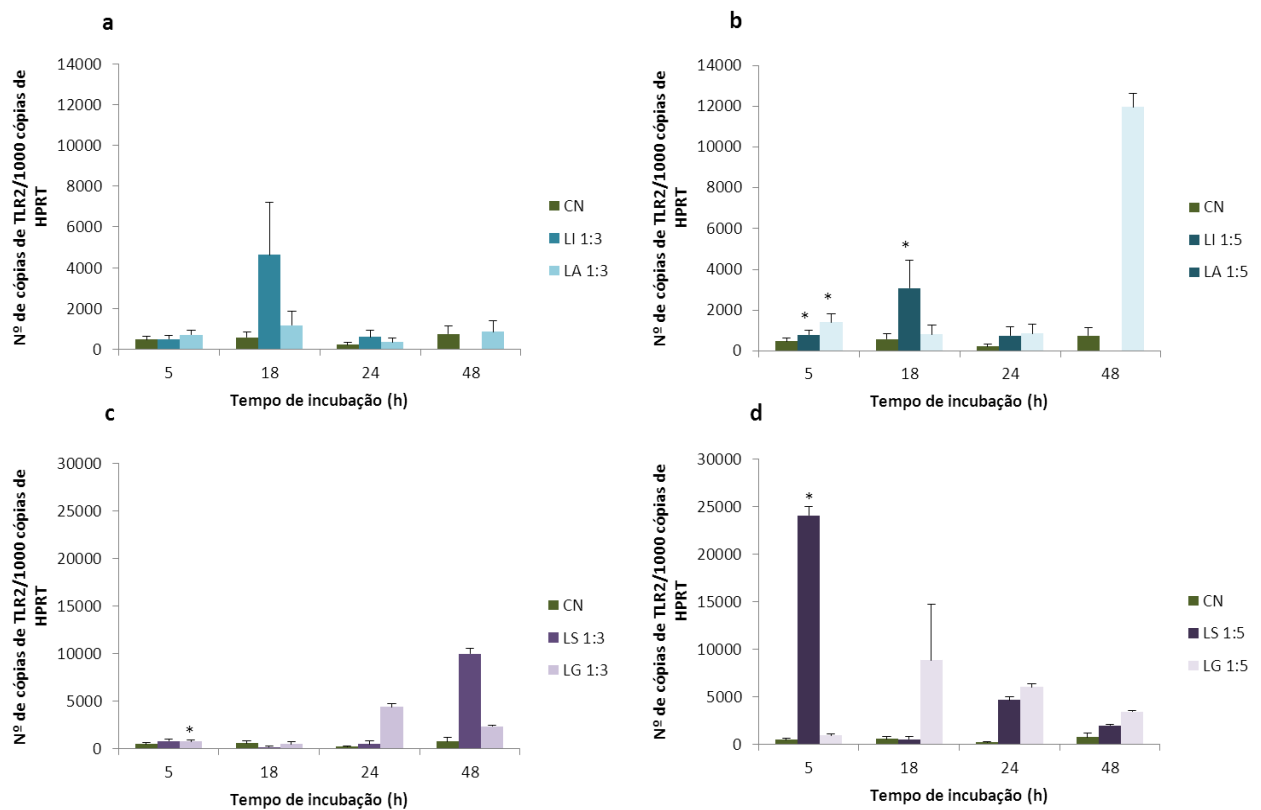 a
Nº de cópias de TLR2/1000 cópias de
HPRT
14000
12000
10000
8000
6000
4000
2000
0
5 18 24 48
Tempo de incubação (h)
CN
LI 1:3
LA 1:3
b
Nº de cópias de TLR2/1000 cópias de
HPRT
14000
12000
10000
8000
6000
4000
2000
0
* * *
5 18 24 48
Tempo de incubação (h)
CN
LI 1:5
LA 1:5
c
Nº de cópias de TLR2/1000 cópias de
HPRT
30000
25000
20000
15000
10000
5000
0
*
5 18 24 48
Tempo de incubação (h)
CN
LS 1:3
LG 1:3
d
Nº de cópias de TLR2/1000 cópias de
HPRT
30000
25000
20000
15000
10000
5000
0
*
5 18 24 48
Tempo de incubação (h)
CN
LS 1:5
LG 1:5